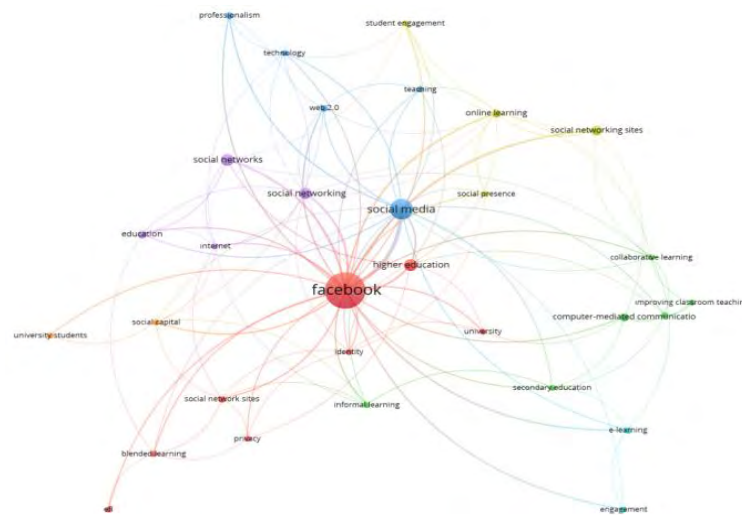 professionalism
student engagement
technology
teaching
web 2.0
online learning
social networking sites
social networks
social networking
social presence
social media
education
internet
collaborative learning
higher education
facebook
improving classroom teaching
computer-mediated communicatio
social capital
university students
university
identity
secondary education
social network sites
informal learning
privacy
e-learning
blended learning
efl
engagement